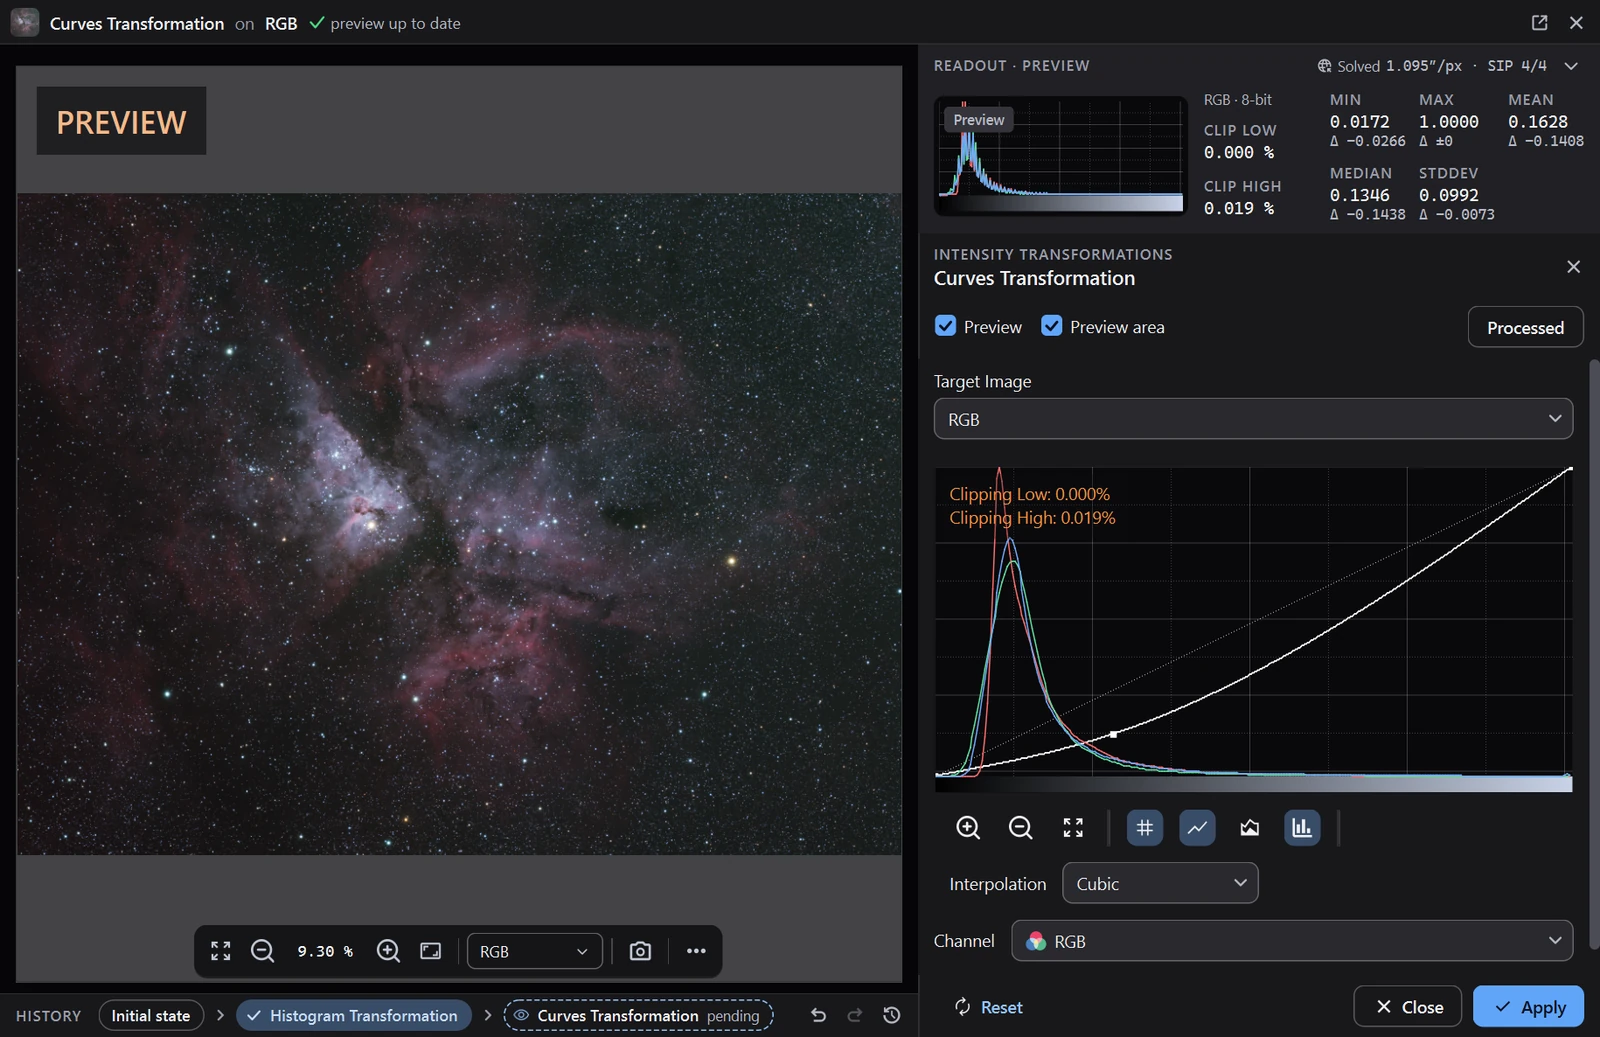 Curves Transformation on RGB preview up to date
PREVIEW
READOUT · PREVIEW
Solved 1.095″/px · SIP 4/4
Preview
RGB · 8-bit
CLIP LOW
0.000 %
CLIP HIGH
0.019 %
MIN
0.0172
Δ −0.0266
MAX
1.0000
Δ ±0
MEAN
0.1628
Δ −0.1408
MEDIAN
0.1346
Δ −0.1438
STDDEV
0.0992
Δ −0.0073
INTENSITY TRANSFORMATIONS
Curves Transformation
Preview
Preview area
Processed
Target Image
RGB
Clipping Low: 0.000%
Clipping High: 0.019%
Interpolation
Cubic
Channel
RGB
9.30 %
RGB
HISTORY
Initial state
Histogram Transformation
Curves Transformation pending
Reset
Close
Apply